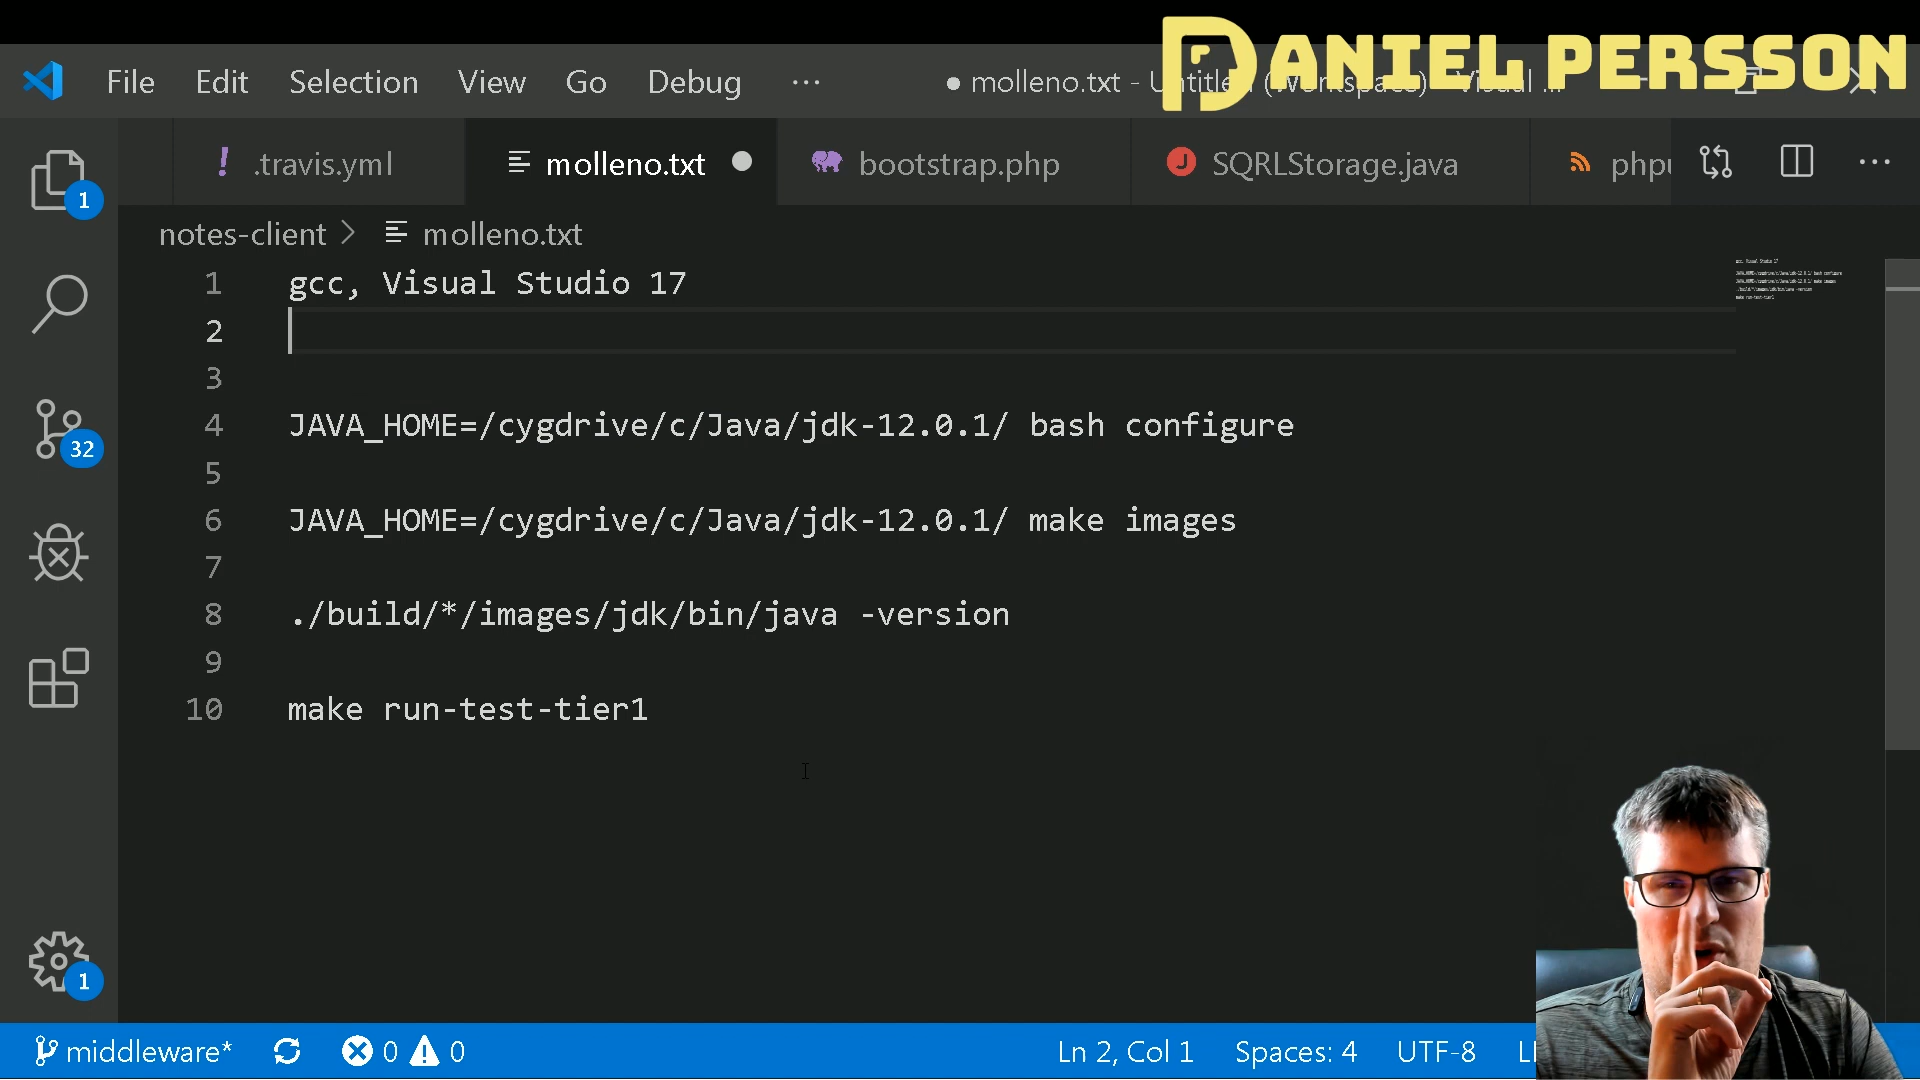 DANIEL PERSSON
File Edit Selection View Go Debug ···
● molleno.txt - Untitled (Workspace) - Visual ...
! .travis.yml molleno.txt bootstrap.php J SQRLStorage.java
1
notes-client > molleno.txt
1 gcc, Visual Studio 17
2
3
4 JAVA_HOME=/cygdrive/c/Java/jdk-12.0.1/ bash configure
32
5
6 JAVA_HOME=/cygdrive/c/Java/jdk-12.0.1/ make images
7
8 ./build/*/images/jdk/bin/java -version
9
10 make run-test-tier1
1
middleware* 0 0 Ln 2, Col 1 Spaces: 4 UTF-8